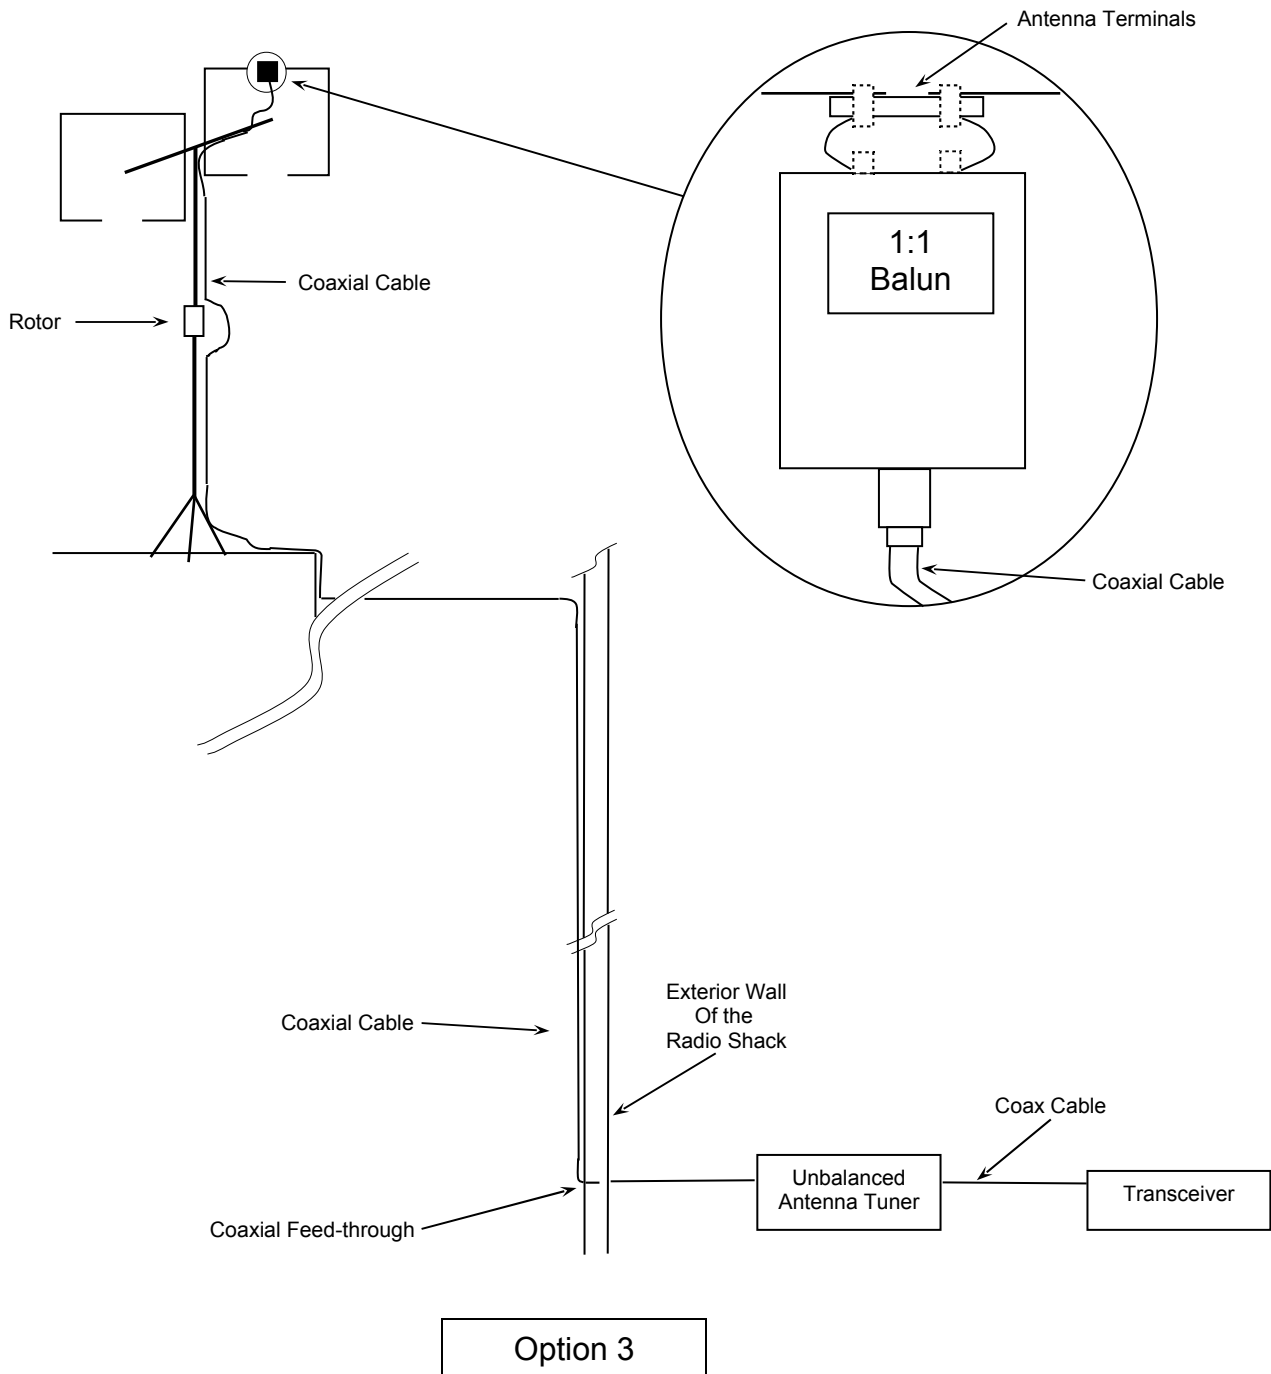 Antenna Terminals
1:1
Balun
Coaxial Cable
Rotor
Coaxial Cable
Exterior Wall
Of the
Radio Shack
Coaxial Cable
Coax Cable
Unbalanced
Antenna Tuner
Transceiver
Coaxial Feed-through
Option 3